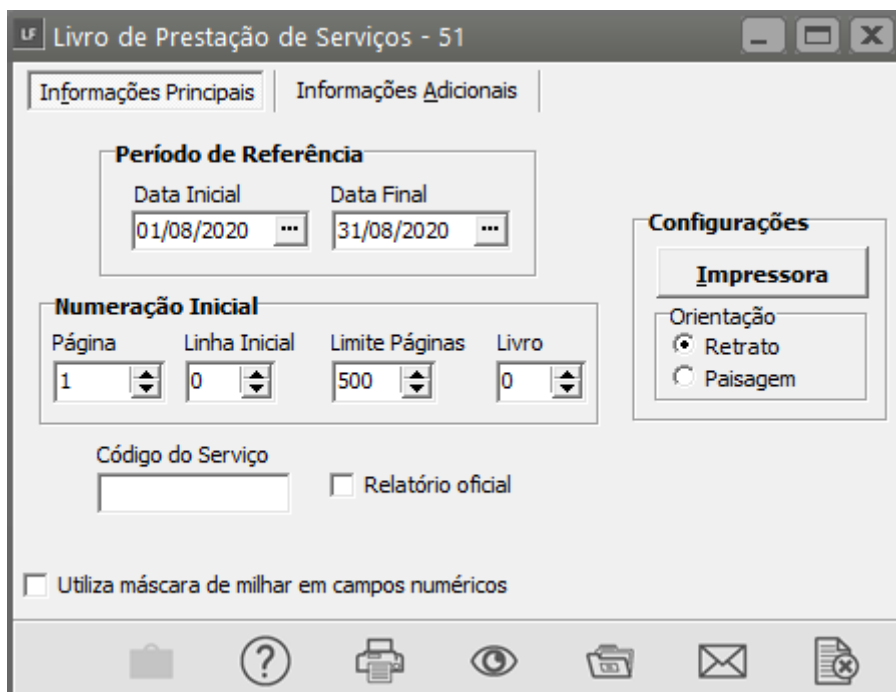 LF Livro de Prestação de Serviços - 51
Informações Principais Informações Adicionais
Período de Referência
Data Inicial Data Final
01/08/2020 ... 31/08/2020 ...
Configurações
Impressora
Orientação
Retrato
Paisagem
Numeração Inicial
Página Linha Inicial Limite Páginas Livro
1 0 500 0
Código do Serviço
Relatório oficial
Utiliza máscara de milhar em campos numéricos
?